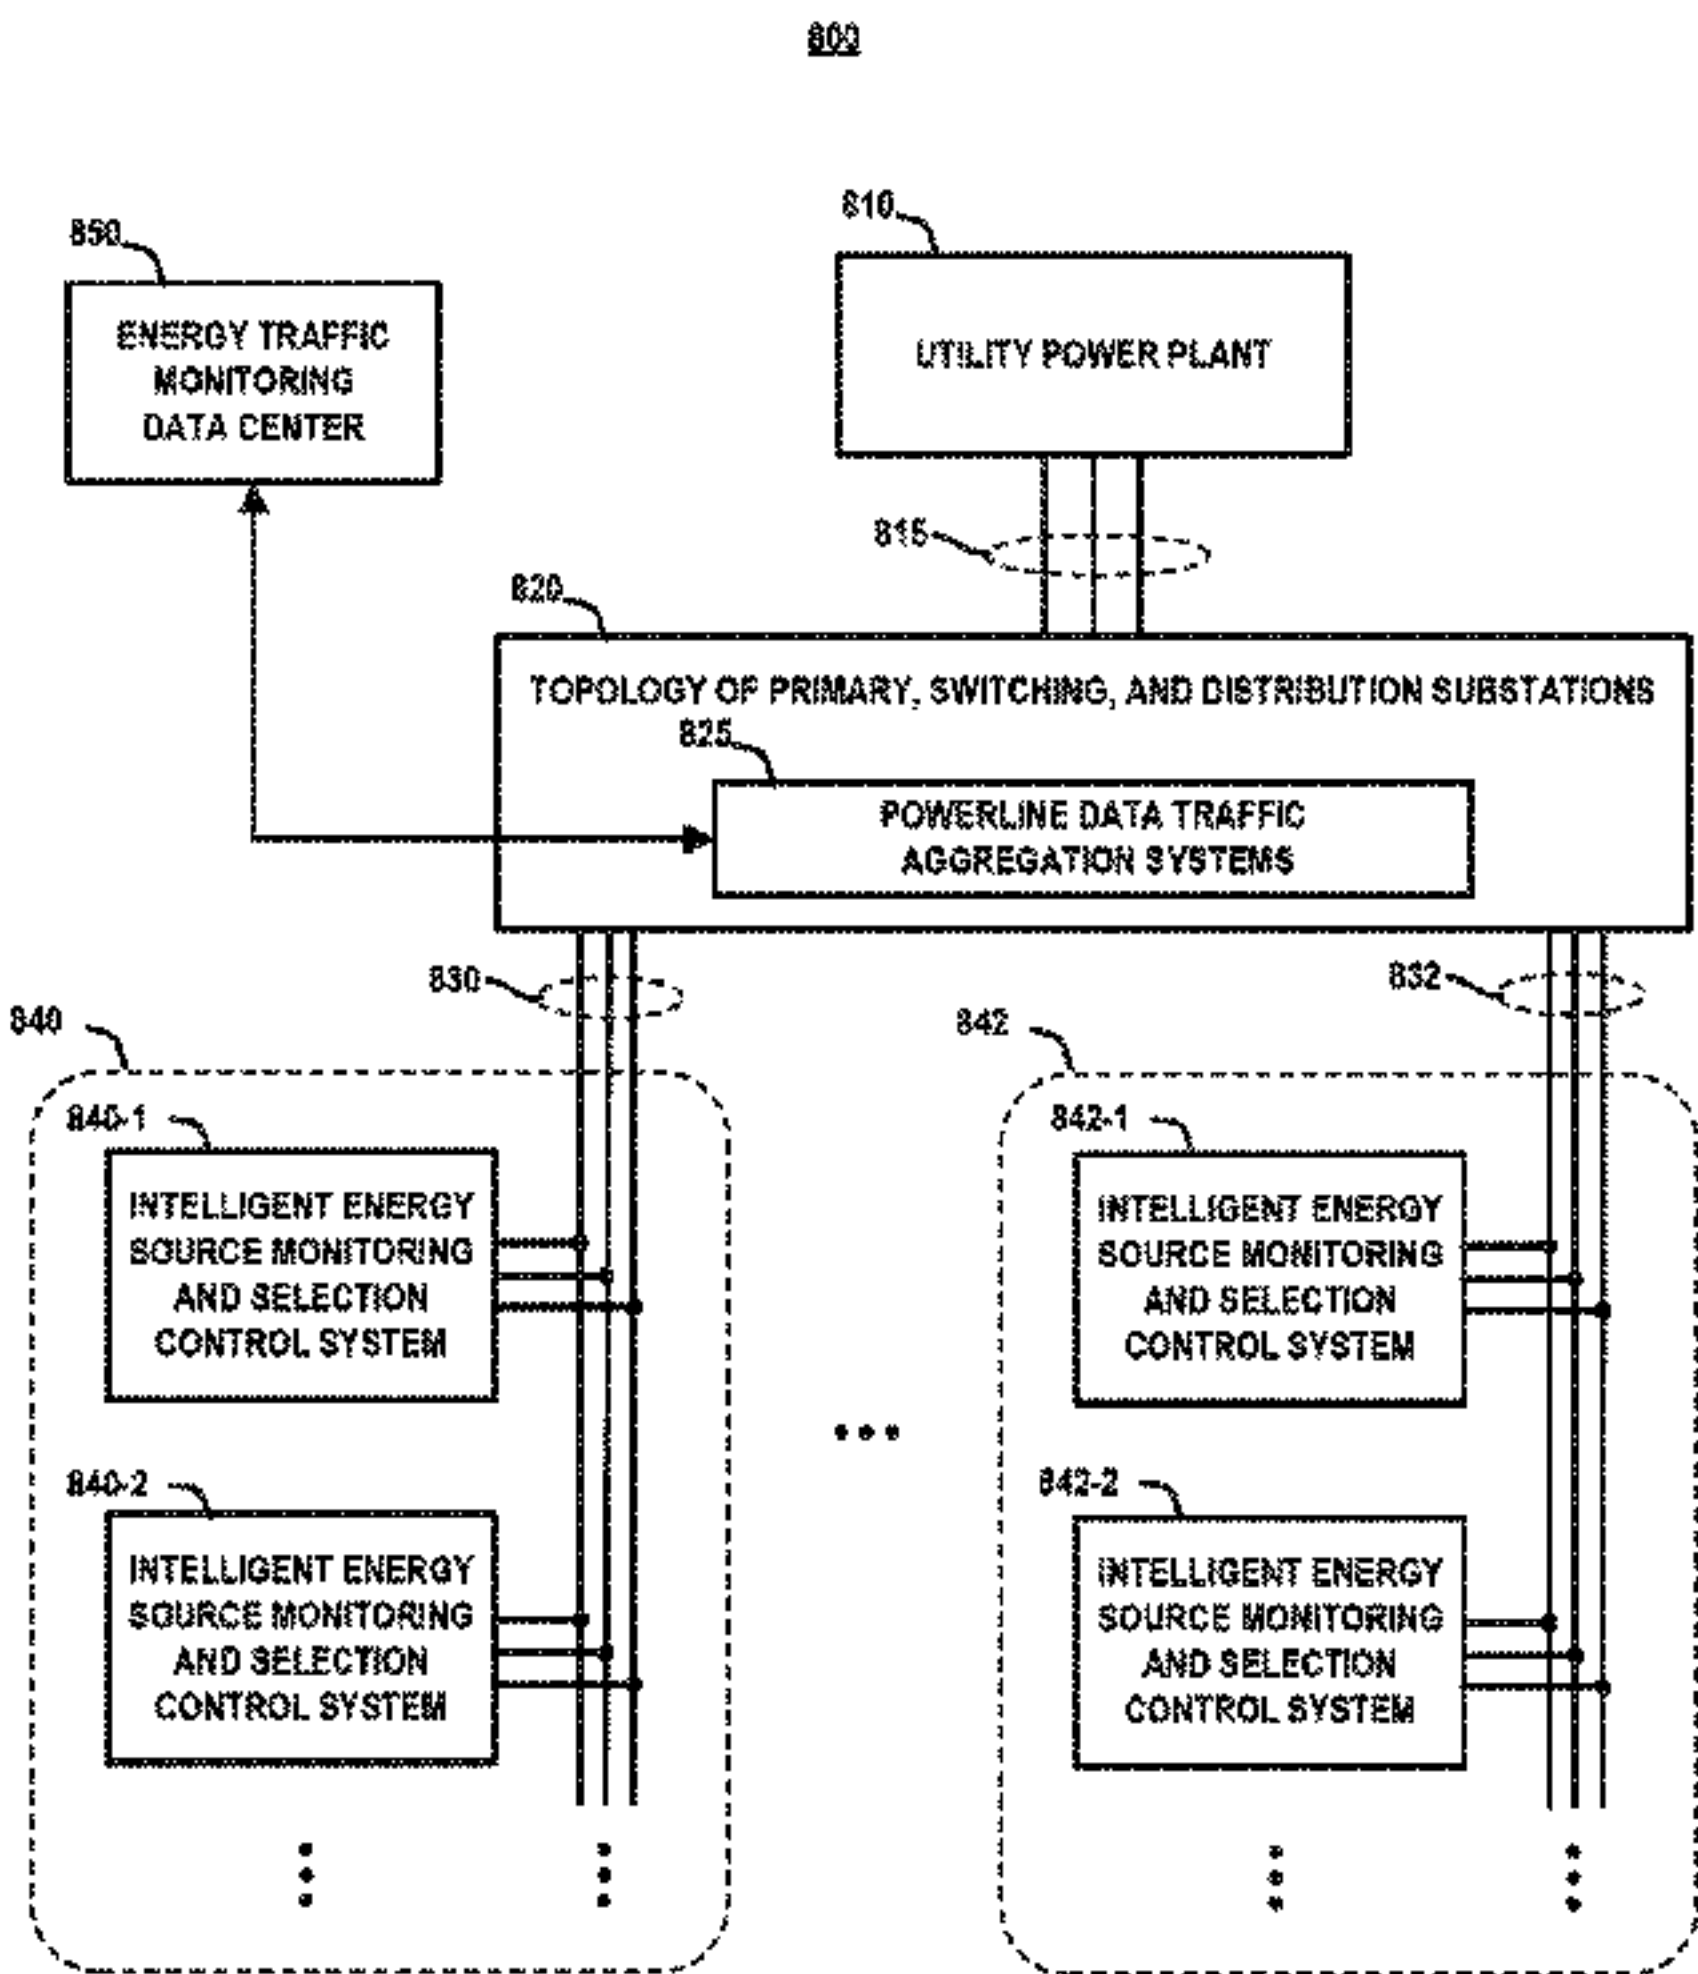 800
850
810
ENERGY TRAFFIC
MONITORING
DATA CENTER
UTILITY POWER PLANT
815
820
TOPOLOGY OF PRIMARY, SWITCHING, AND DISTRIBUTION SUBSTATIONS
825
POWERLINE DATA TRAFFIC
AGGREGATION SYSTEMS
830
832
840
842
840-1
INTELLIGENT ENERGY
SOURCE MONITORING
AND SELECTION
CONTROL SYSTEM
842-1
INTELLIGENT ENERGY
SOURCE MONITORING
AND SELECTION
CONTROL SYSTEM
840-2
INTELLIGENT ENERGY
SOURCE MONITORING
AND SELECTION
CONTROL SYSTEM
842-2
INTELLIGENT ENERGY
SOURCE MONITORING
AND SELECTION
CONTROL SYSTEM